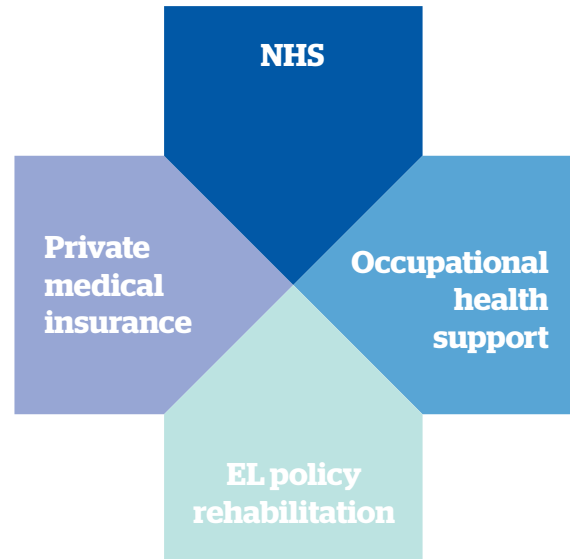 NHS
Private
medical
insurance
Occupational
health
support
EL policy
rehabilitation